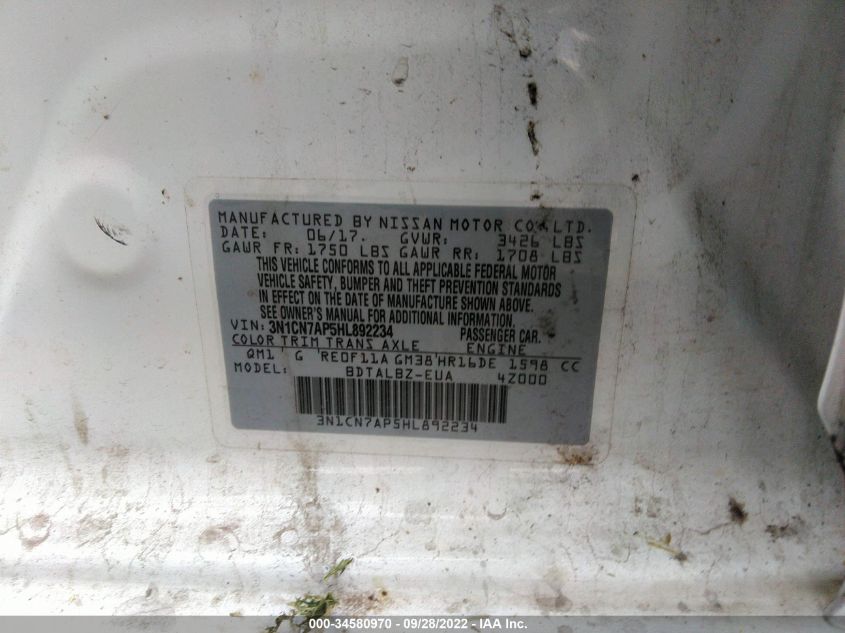 MANUFACTURED BY NISSAN MOTOR CO.,LTD.
DATE: 06/17. GVWR: 3426 LBS
GAWR FR: 1750 LBS GAWR RR: 1708 LBS
THIS VEHICLE CONFORMS TO ALL APPLICABLE FEDERAL MOTOR
VEHICLE SAFETY, BUMPER AND THEFT PREVENTION STANDARDS
IN EFFECT ON THE DATE OF MANUFACTURE SHOWN ABOVE.
SEE OWNER'S MANUAL FOR ADDITIONAL INFORMATION.
VIN: 3N1CN7AP5HL892234 PASSENGER CAR.
COLOR TRIM TRANS AXLE ENGINE
QM1 G RE0F11A GM38 HR16DE 1598 CC
MODEL: BDTALBZ-EUA 4Z000
3N1CN7AP5HL892234
000-34580970 - 09/28/2022 - IAA Inc.